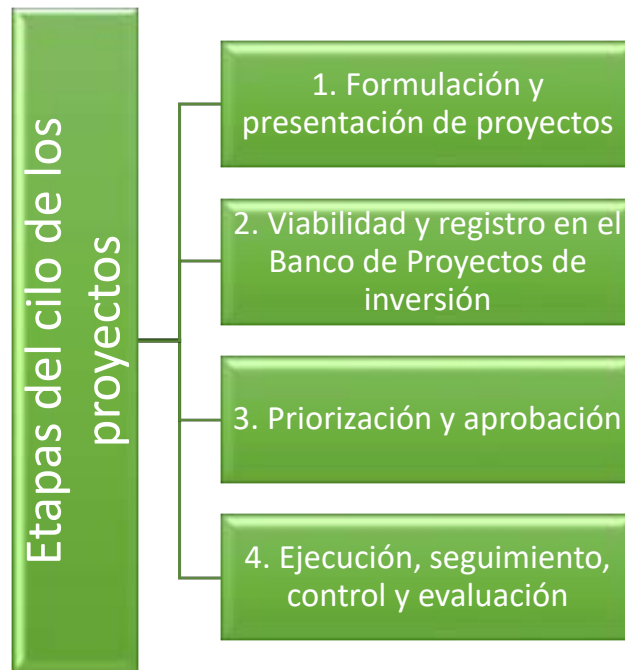 Etapas del cilo de los
proyectos
1. Formulación y
presentación de proyectos
2. Viabilidad y registro en el
Banco de Proyectos de
inversión
3. Priorización y aprobación
4. Ejecución, seguimiento,
control y evaluación